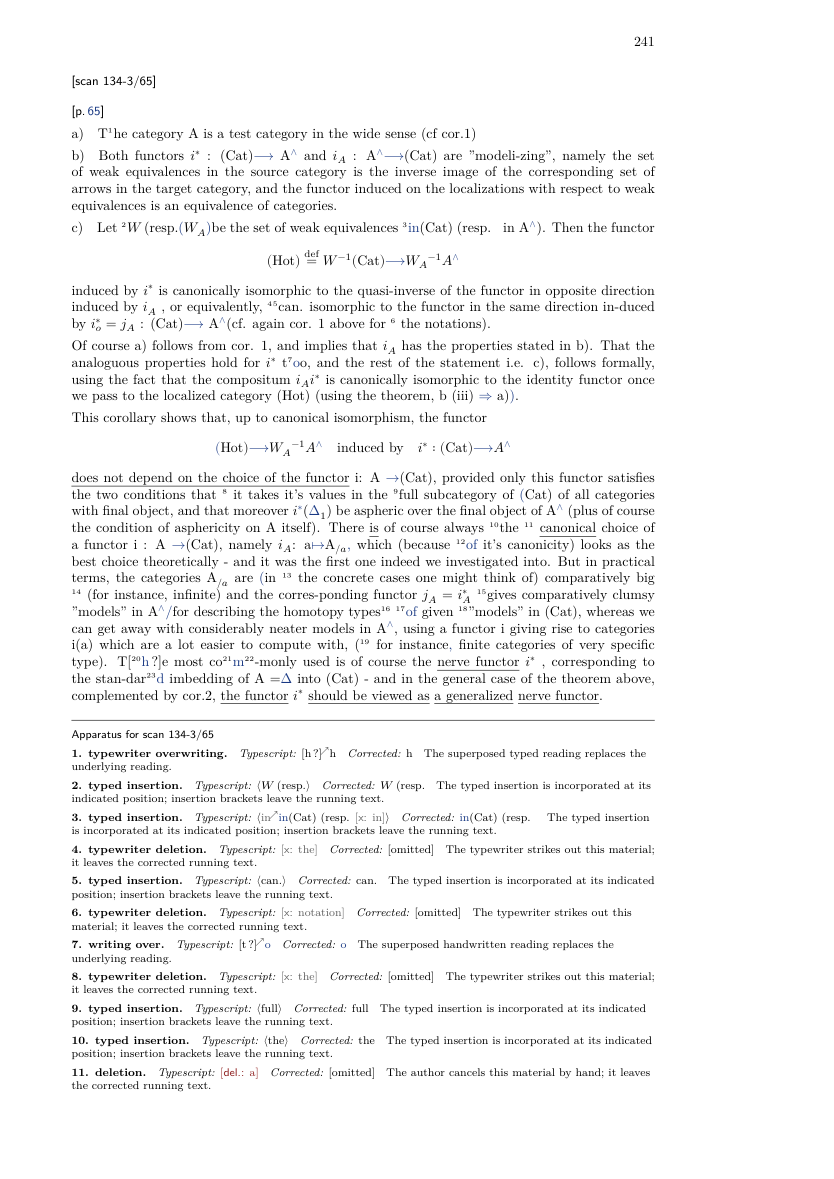 241
[scan 134-3/65]
[p. 65]
a) T¹he category A is a test category in the wide sense (cf cor.1)
b) Both functors i* : (Cat)⟶ A^ and i_A : A^⟶(Cat) are ”modeli-zing”, namely the set
of weak equivalences in the source category is the inverse image of the corresponding set of
arrows in the target category, and the functor induced on the localizations with respect to weak
equivalences is an equivalence of categories.
c) Let ²W (resp.(W_A)be the set of weak equivalences ³in(Cat) (resp. in A^). Then the functor
(Hot) def= W⁻¹(Cat)⟶W_A⁻¹A^
induced by i* is canonically isomorphic to the quasi-inverse of the functor in opposite direction
induced by i_A , or equivalently, ⁴⁵can. isomorphic to the functor in the same direction in-duced
by i*_o = j_A : (Cat)⟶ A^(cf. again cor. 1 above for ⁶ the notations).
Of course a) follows from cor. 1, and implies that i_A has the properties stated in b). That the
analogous properties hold for i* t⁷oo, and the rest of the statement i.e. c), follows formally,
using the fact that the compositum i_A i* is canonically isomorphic to the identity functor once
we pass to the localized category (Hot) (using the theorem, b (iii) ⇒ a)).
This corollary shows that, up to canonical isomorphism, the functor
(Hot)⟶W_A⁻¹A^ induced by i* : (Cat)⟶A^
does not depend on the choice of the functor i: A →(Cat), provided only this functor satisfies
the two conditions that ⁸ it takes it’s values in the ⁹full subcategory of (Cat) of all categories
with final object, and that moreover i*(Δ₁) be aspheric over the final object of A^ (plus of course
the condition of asphericity on A itself). There is of course always ¹⁰the ¹¹ canonical choice of
a functor i : A →(Cat), namely i_A: a↦A_/a, which (because ¹²of it’s canonicity) looks as the
best choice theoretically - and it was the first one indeed we investigated into. But in practical
terms, the categories A_/a are (in ¹³ the concrete cases one might think of) comparatively big
¹⁴ (for instance, infinite) and the corres-ponding functor j_A = i*_A ¹⁵gives comparatively clumsy
”models” in A^/for describing the homotopy types¹⁶ ¹⁷of given ¹⁸”models” in (Cat), whereas we
can get away with considerably neater models in A^, using a functor i giving rise to categories
i(a) which are a lot easier to compute with, (¹⁹ for instance, finite categories of very specific
type). T[²⁰h ?]e most co²¹m²²-monly used is of course the nerve functor i* , corresponding to
the stan-dar²³d imbedding of A =Δ into (Cat) - and in the general case of the theorem above,
complemented by cor.2, the functor i* should be viewed as a generalized nerve functor.
Apparatus for scan 134-3/65
1. typewriter overwriting. Typescript: [h ?]↗h Corrected: h The superposed typed reading replaces the
underlying reading.
2. typed insertion. Typescript: ⟨W (resp.⟩ Corrected: W (resp. The typed insertion is incorporated at its
indicated position; insertion brackets leave the running text.
3. typed insertion. Typescript: ⟨in↗in(Cat) (resp. [x: in]⟩ Corrected: in(Cat) (resp. The typed insertion
is incorporated at its indicated position; insertion brackets leave the running text.
4. typewriter deletion. Typescript: [x: the] Corrected: [omitted] The typewriter strikes out this material;
it leaves the corrected running text.
5. typed insertion. Typescript: ⟨can.⟩ Corrected: can. The typed insertion is incorporated at its indicated
position; insertion brackets leave the running text.
6. typewriter deletion. Typescript: [x: notation] Corrected: [omitted] The typewriter strikes out this
material; it leaves the corrected running text.
7. writing over. Typescript: [t ?]↗o Corrected: o The superposed handwritten reading replaces the
underlying reading.
8. typewriter deletion. Typescript: [x: the] Corrected: [omitted] The typewriter strikes out this material;
it leaves the corrected running text.
9. typed insertion. Typescript: ⟨full⟩ Corrected: full The typed insertion is incorporated at its indicated
position; insertion brackets leave the running text.
10. typed insertion. Typescript: ⟨the⟩ Corrected: the The typed insertion is incorporated at its indicated
position; insertion brackets leave the running text.
11. deletion. Typescript: [del.: a] Corrected: [omitted] The author cancels this material by hand; it leaves
the corrected running text.